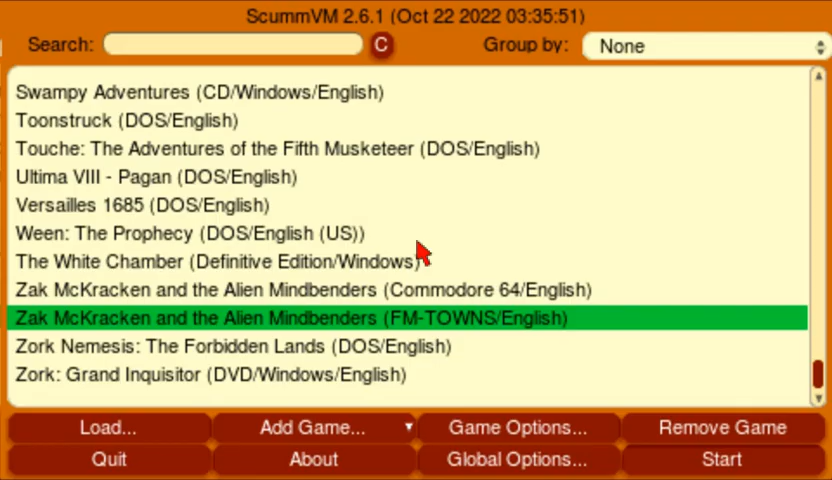 ScummVM 2.6.1 (Oct 22 2022 03:35:51)
Search: C Group by: None
Swampy Adventures (CD/Windows/English)
Toonstruck (DOS/English)
Touche: The Adventures of the Fifth Musketeer (DOS/English)
Ultima VIII - Pagan (DOS/English)
Versailles 1685 (DOS/English)
Ween: The Prophecy (DOS/English (US))
The White Chamber (Definitive Edition/Windows)
Zak McKracken and the Alien Mindbenders (Commodore 64/English)
Zak McKracken and the Alien Mindbenders (FM-TOWNS/English)
Zork Nemesis: The Forbidden Lands (DOS/English)
Zork: Grand Inquisitor (DVD/Windows/English)
Load... Add Game... Game Options... Remove Game
Quit About Global Options... Start